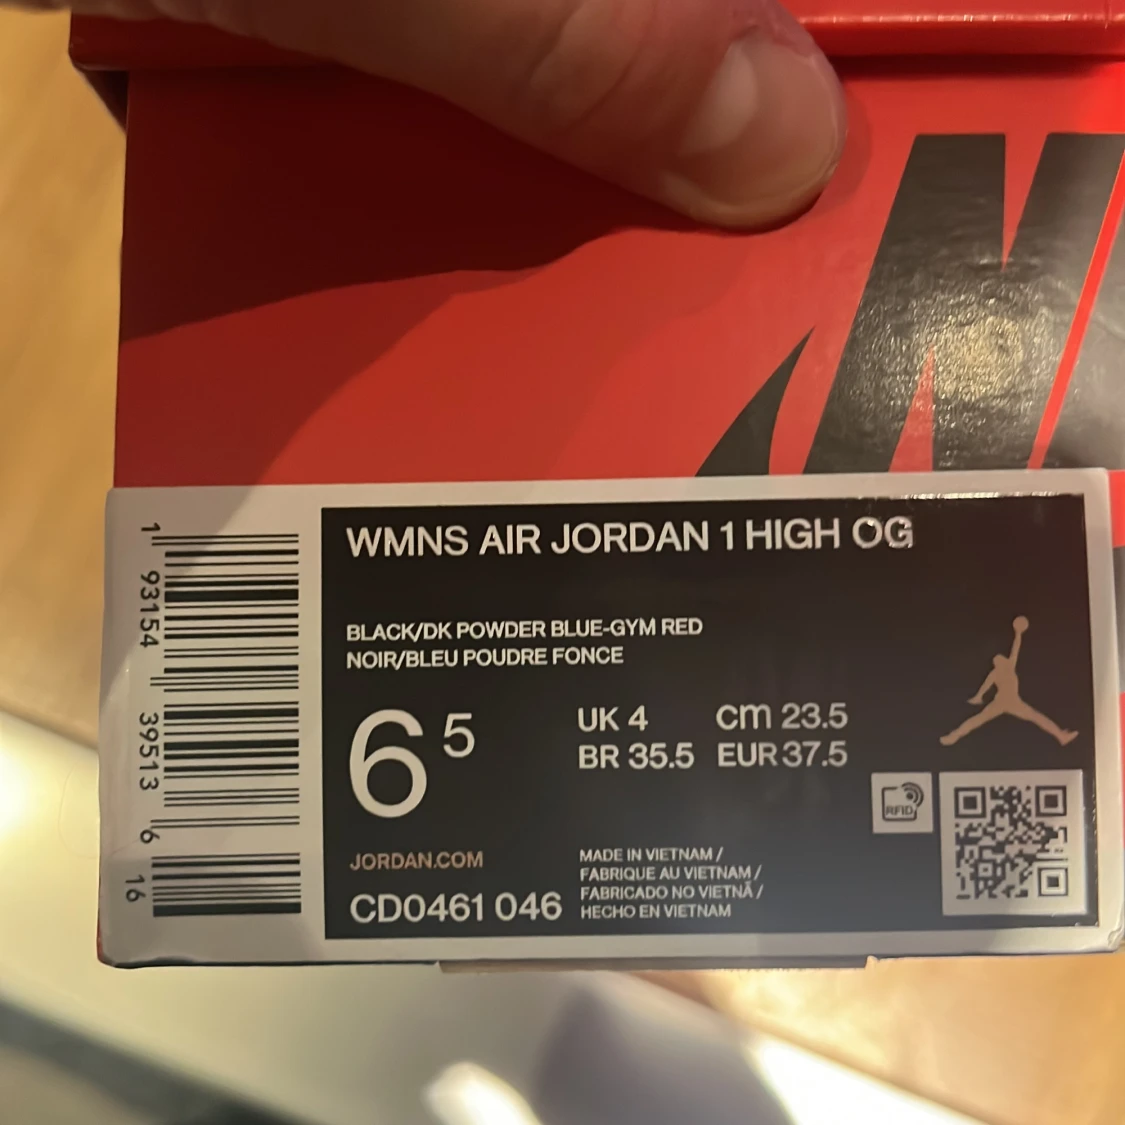 WMNS AIR JORDAN 1 HIGH OG
BLACK/DK POWDER BLUE-GYM RED
NOIR/BLEU POUDRE FONCE
6 5
UK 4 cm 23.5
BR 35.5 EUR 37.5
RFID
JORDAN.COM
CD0461 046
MADE IN VIETNAM /
FABRIQUE AU VIETNAM /
FABRICADO NO VIETNÃ /
HECHO EN VIETNAM
1 93154 39513 6 16